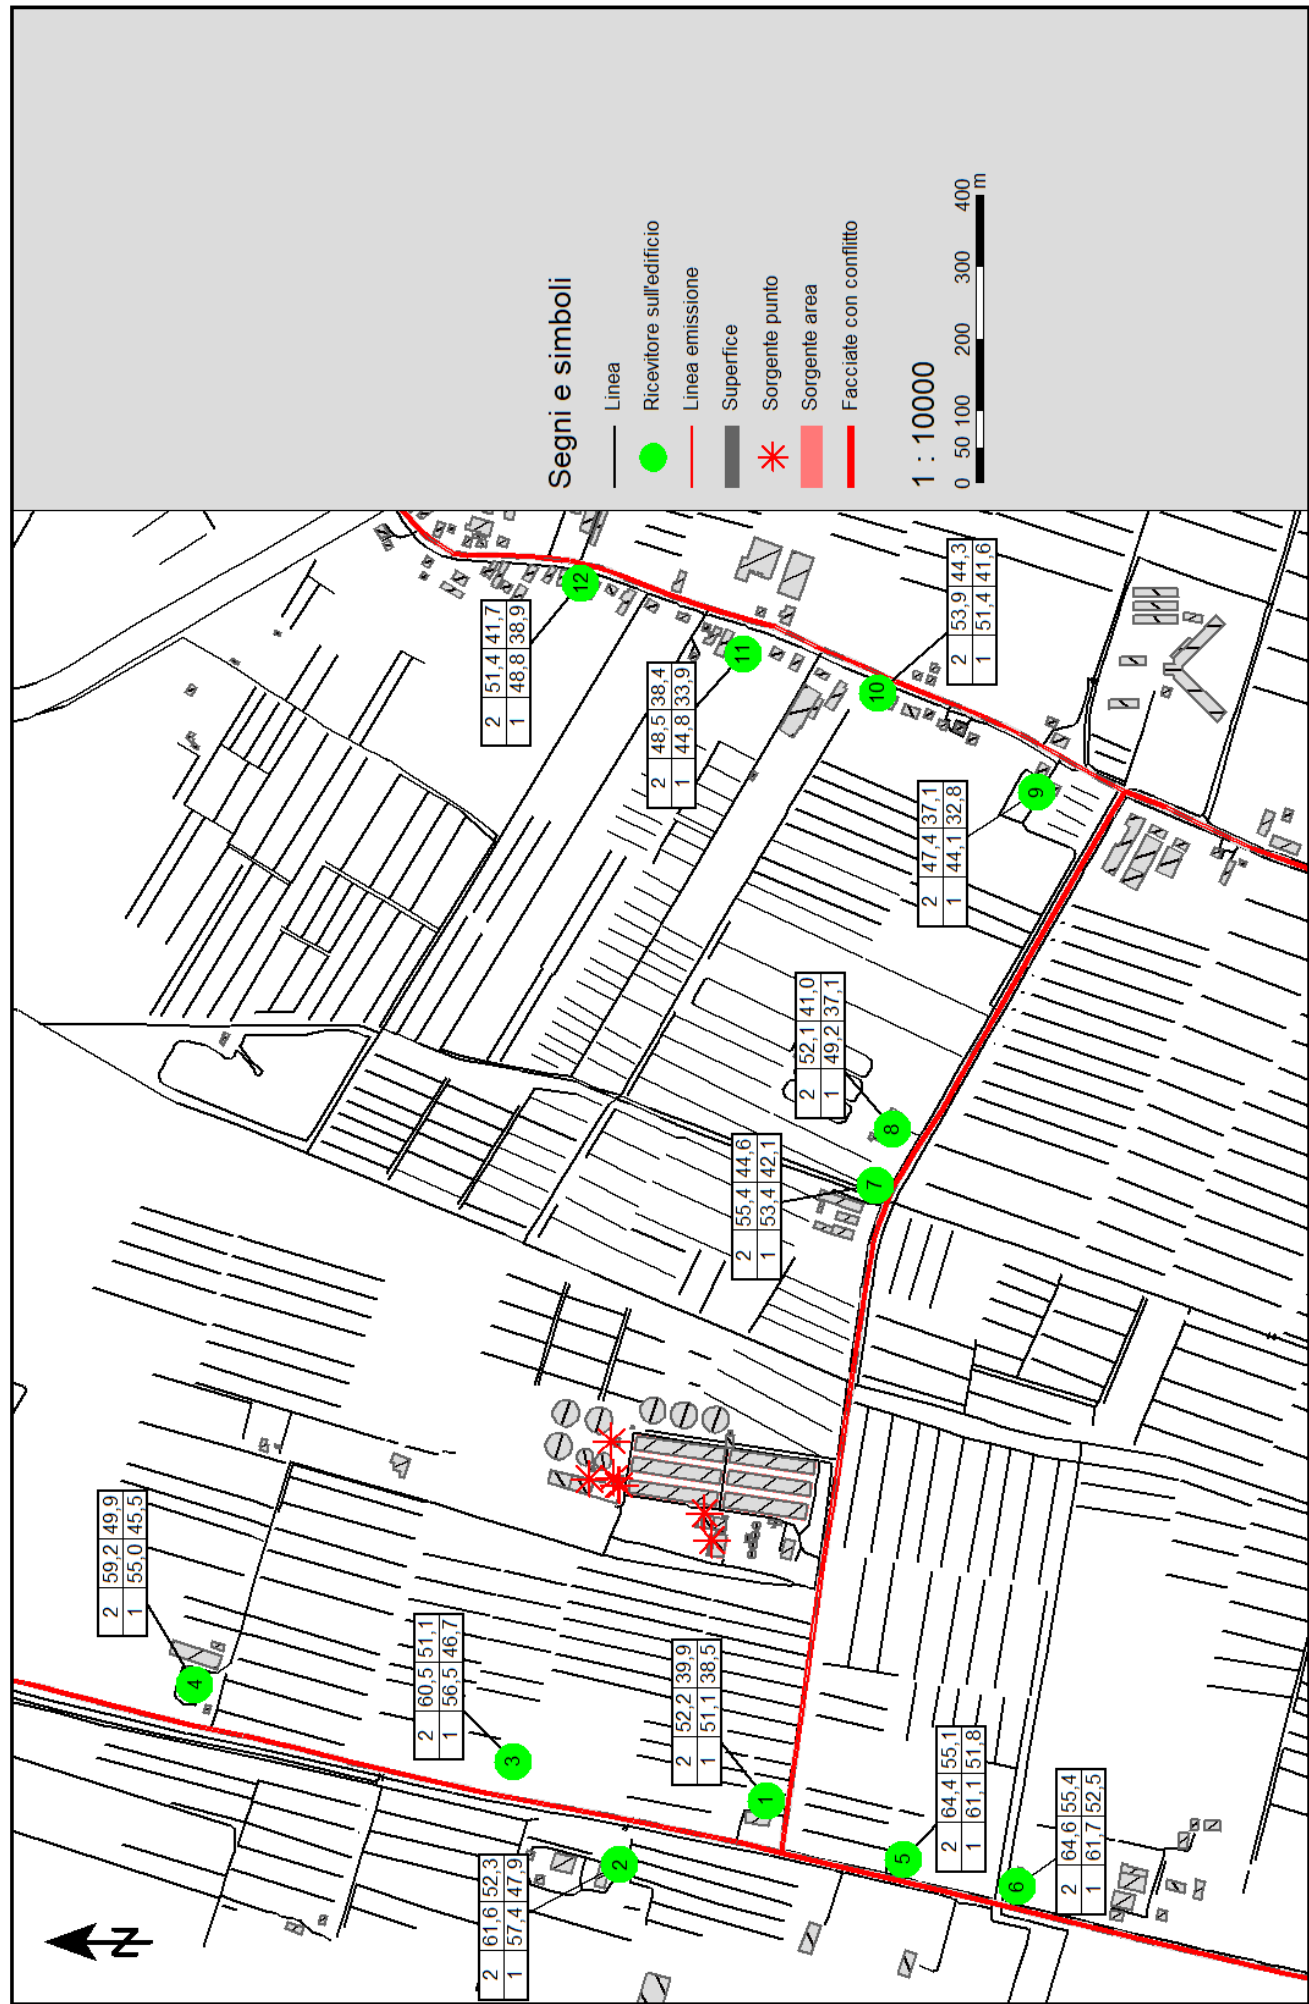 Segni e simboli
Linea
Ricevitore sull'edificio
Linea emissione
Superfice
Sorgente punto
Sorgente area
Facciate con conflitto
1 : 10000
0 50 100 200 300 400
m
N
4
2 59,2 49,9
1 55,0 45,5
3
2 60,5 51,1
1 56,5 46,7
2
2 61,6 52,3
1 57,4 47,9
1
2 52,2 39,9
1 51,1 38,5
5
2 64,4 55,1
1 61,1 51,8
6
2 64,6 55,4
1 61,7 52,5
7
2 55,4 44,6
1 53,4 42,1
8
2 52,1 41,0
1 49,2 37,1
9
2 47,4 37,1
1 44,1 32,8
10
2 53,9 44,3
1 51,4 41,6
11
2 48,5 38,4
1 44,8 33,9
12
2 51,4 41,7
1 48,8 38,9